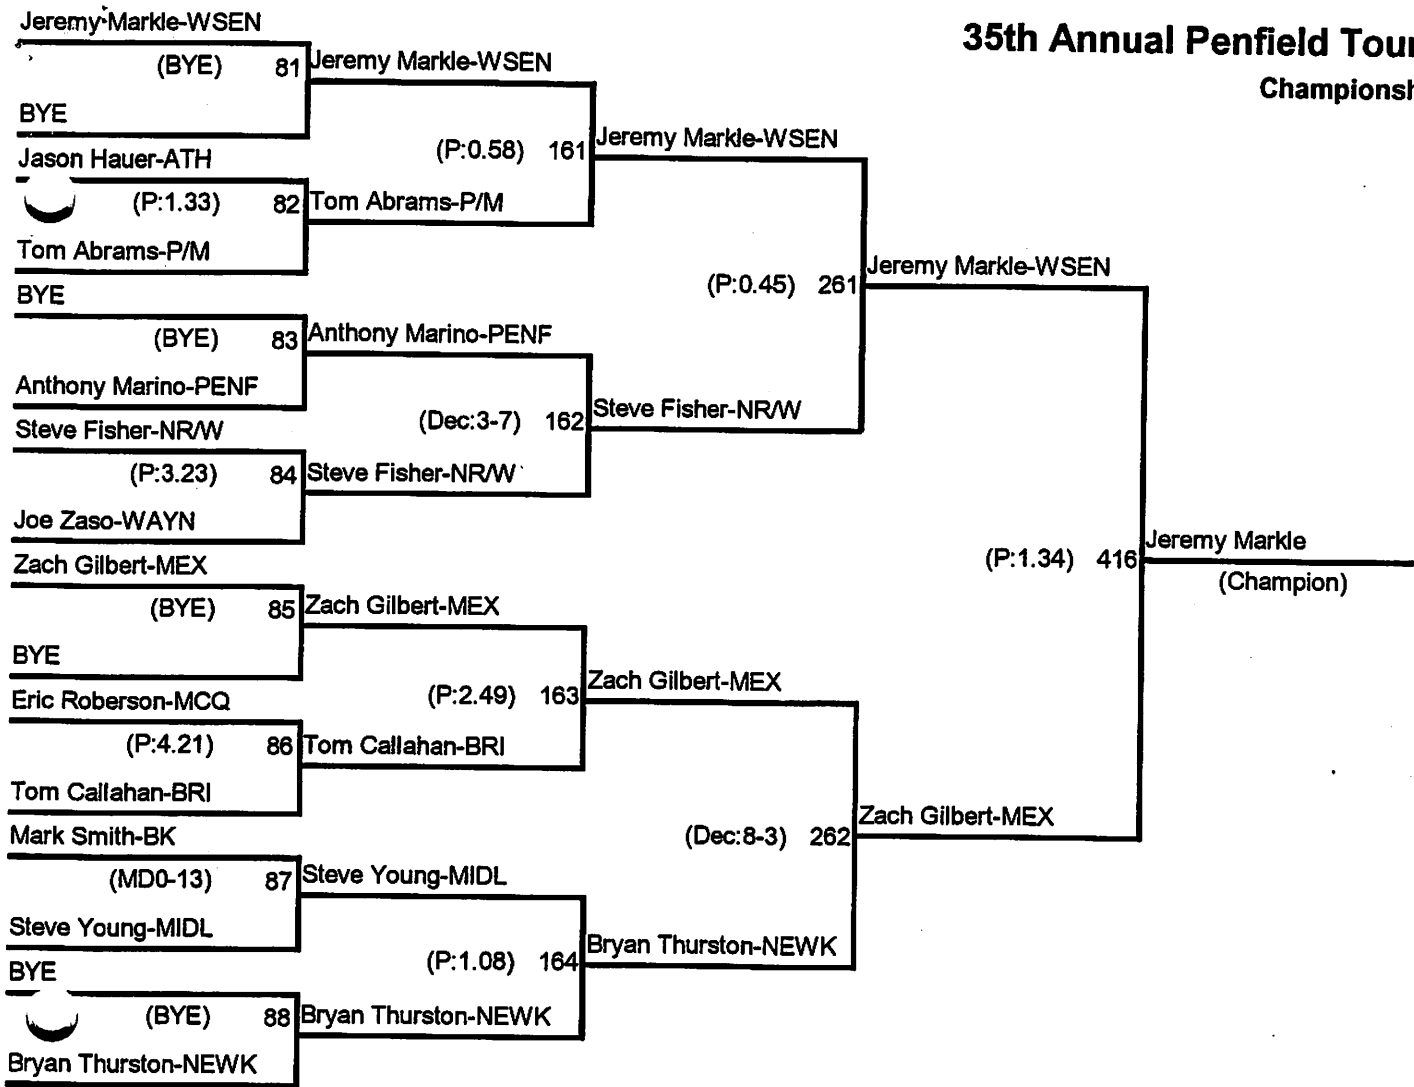 35th Annual Penfield Tour
Championsh
Jeremy Markle-WSEN
(BYE) 81
BYE
Jeremy Markle-WSEN
Jason Hauer-ATH
(P:1.33) 82
Tom Abrams-P/M
Tom Abrams-P/M
(P:0.58) 161
Jeremy Markle-WSEN
BYE
(BYE) 83
Anthony Marino-PENF
Anthony Marino-PENF
Steve Fisher-NR/W
(P:3.23) 84
Joe Zaso-WAYN
Steve Fisher-NR/W
(Dec:3-7) 162
Steve Fisher-NR/W
(P:0.45) 261
Jeremy Markle-WSEN
Zach Gilbert-MEX
(BYE) 85
BYE
Zach Gilbert-MEX
Eric Roberson-MCQ
(P:4.21) 86
Tom Callahan-BRI
Tom Callahan-BRI
(P:2.49) 163
Zach Gilbert-MEX
Mark Smith-BK
(MD0-13) 87
Steve Young-MIDL
Steve Young-MIDL
BYE
(BYE) 88
Bryan Thurston-NEWK
Bryan Thurston-NEWK
(P:1.08) 164
Bryan Thurston-NEWK
(Dec:8-3) 262
Zach Gilbert-MEX
(P:1.34) 416
Jeremy Markle
(Champion)